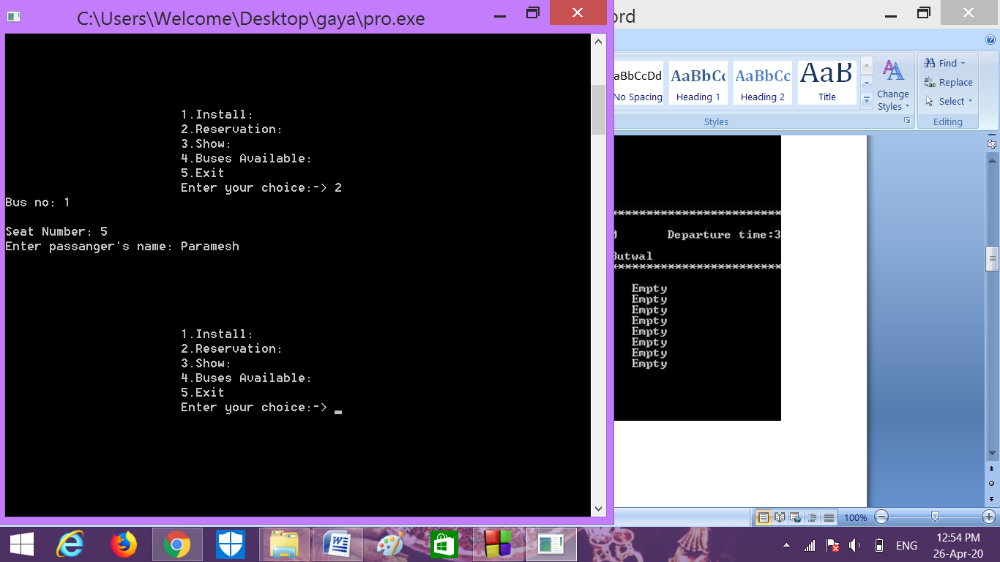 C:\Users\Welcome\Desktop\gaya\pro.exe
1.Install:
2.Reservation:
3.Show:
4.Buses Available:
5.Exit
Enter your choice:-> 2
Bus no: 1
Seat Number: 5
Enter passanger's name: Paramesh
1.Install:
2.Reservation:
3.Show:
4.Buses Available:
5.Exit
Enter your choice:->
ord
aBbCcDd AaBbCc AaBbCc AaB
No Spacing Heading 1 Heading 2 Title
Change
Styles
Styles
Find
Replace
Select
Editing
Departure time:3
Butwal
Empty
Empty
Empty
Empty
Empty
Empty
Empty
Empty
100%
ENG
12:54 PM
26-Apr-20